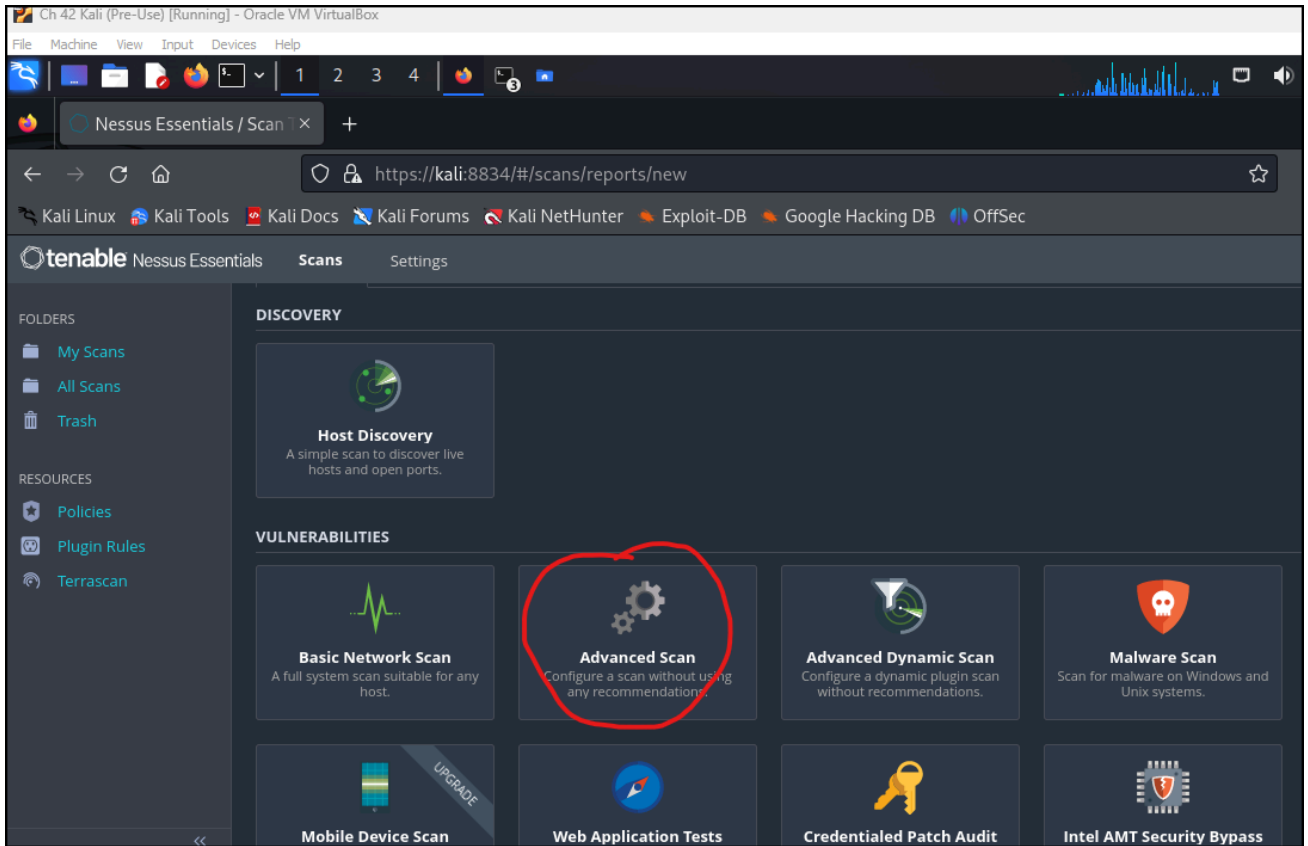 Ch 42 Kali (Pre-Use) [Running] - Oracle VM VirtualBox
File Machine View Input Devices Help
1 2 3 4 3
Nessus Essentials / Scan T
https://kali:8834/#/scans/reports/new
Kali Linux Kali Tools Kali Docs Kali Forums Kali NetHunter Exploit-DB Google Hacking DB OffSec
tenable Nessus Essentials Scans Settings
FOLDERS
My Scans
All Scans
Trash
RESOURCES
Policies
Plugin Rules
Terrascan
DISCOVERY
Host Discovery
A simple scan to discover live
hosts and open ports.
VULNERABILITIES
Basic Network Scan
A full system scan suitable for any
host.
Advanced Scan
Configure a scan without using
any recommendations.
Advanced Dynamic Scan
Configure a dynamic plugin scan
without recommendations.
Malware Scan
Scan for malware on Windows and
Unix systems.
UPGRADE
Mobile Device Scan
Web Application Tests
Credentialed Patch Audit
Intel AMT Security Bypass